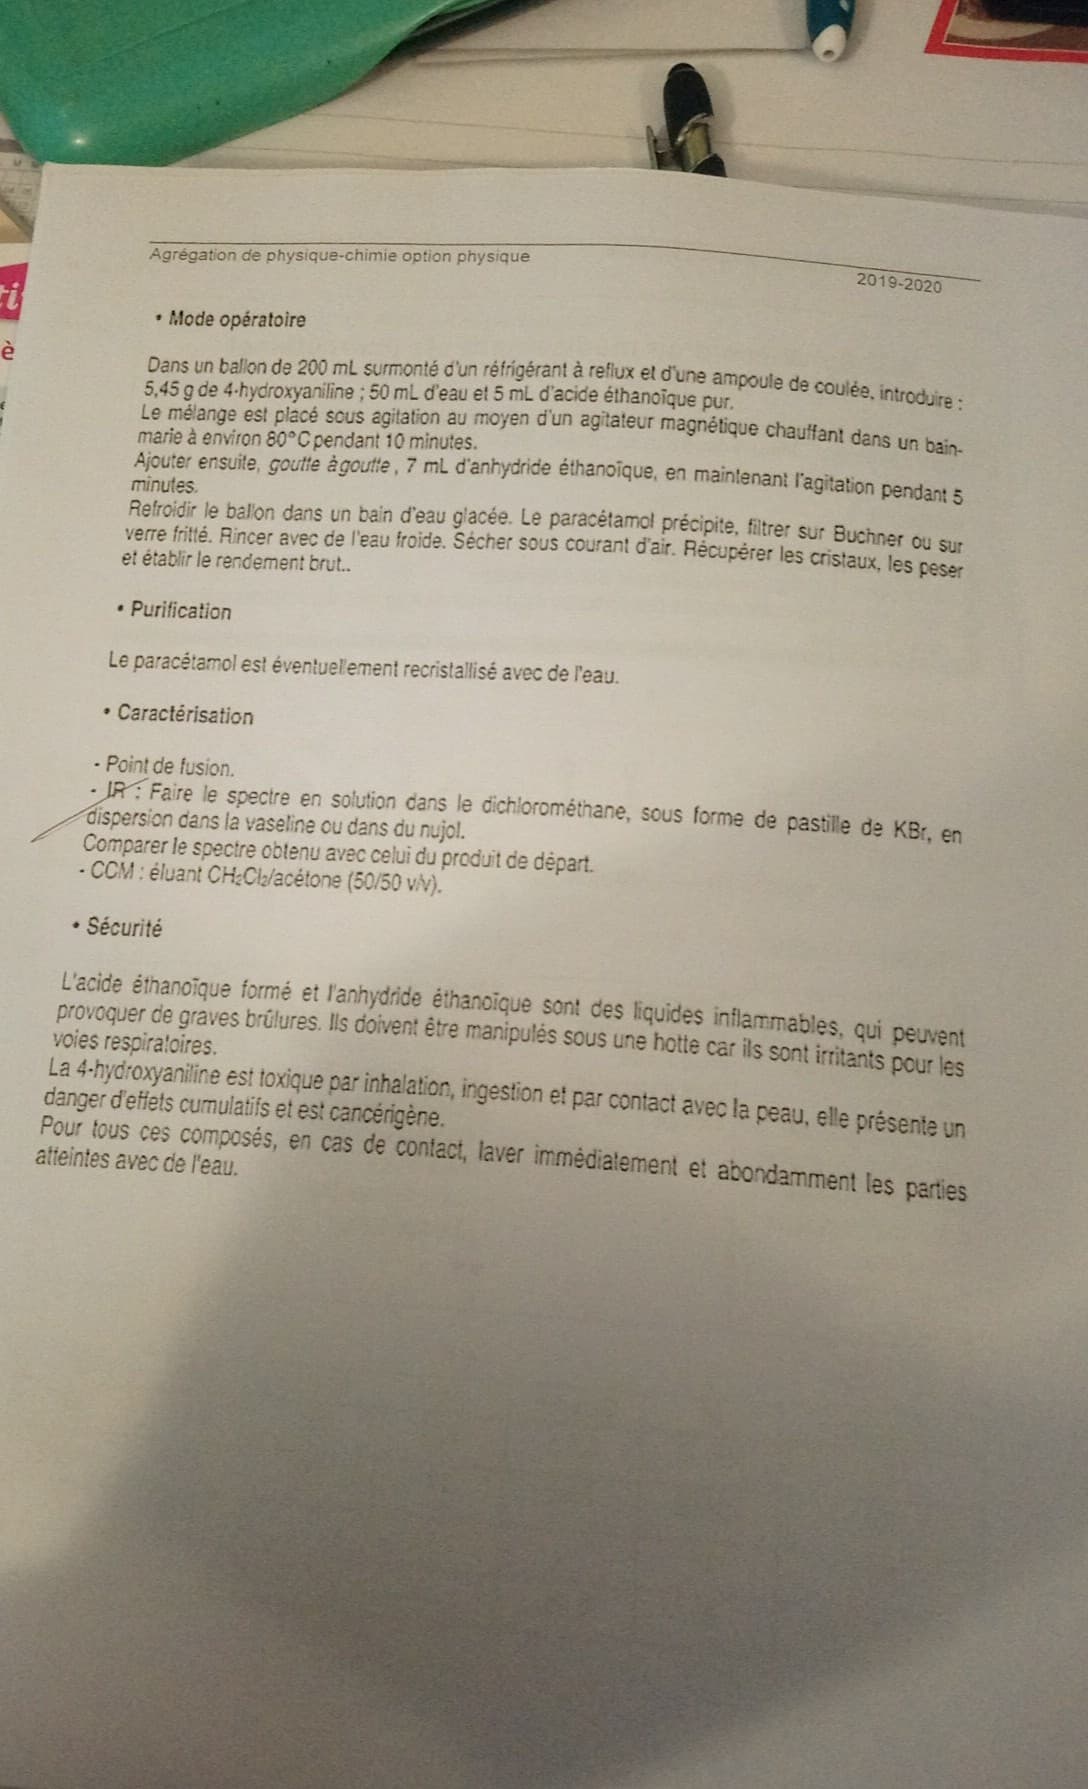 Agrégation de physique-chimie option physique
2019-2020
• Mode opératoire
Dans un ballon de 200 mL surmonté d'un réfrigérant à reflux et d'une ampoule de coulée, introduire :
5,45 g de 4-hydroxyaniline ; 50 mL d'eau et 5 mL d'acide éthanoïque pur.
Le mélange est placé sous agitation au moyen d'un agitateur magnétique chauffant dans un bain-
marie à environ 80°C pendant 10 minutes.
Ajouter ensuite, goutte à goutte, 7 mL d'anhydride éthanoïque, en maintenant l'agitation pendant 5
minutes.
Refroidir le ballon dans un bain d'eau glacée. Le paracétamol précipite, filtrer sur Buchner ou sur
verre fritté. Rincer avec de l'eau froide. Sécher sous courant d'air. Récupérer les cristaux, les peser
et établir le rendement brut..
• Purification
Le paracétamol est éventuellement recristallisé avec de l'eau.
• Caractérisation
- Point de fusion.
- IR : Faire le spectre en solution dans le dichlorométhane, sous forme de pastille de KBr, en
dispersion dans la vaseline ou dans du nujol.
Comparer le spectre obtenu avec celui du produit de départ.
- CCM : éluant CH₂Cl₂/acétone (50/50 v/v).
• Sécurité
L'acide éthanoïque formé et l'anhydride éthanoïque sont des liquides inflammables, qui peuvent
provoquer de graves brûlures. Ils doivent être manipulés sous une hotte car ils sont irritants pour les
voies respiratoires.
La 4-hydroxyaniline est toxique par inhalation, ingestion et par contact avec la peau, elle présente un
danger d'effets cumulatifs et est cancérigène.
Pour tous ces composés, en cas de contact, laver immédiatement et abondamment les parties
atteintes avec de l'eau.